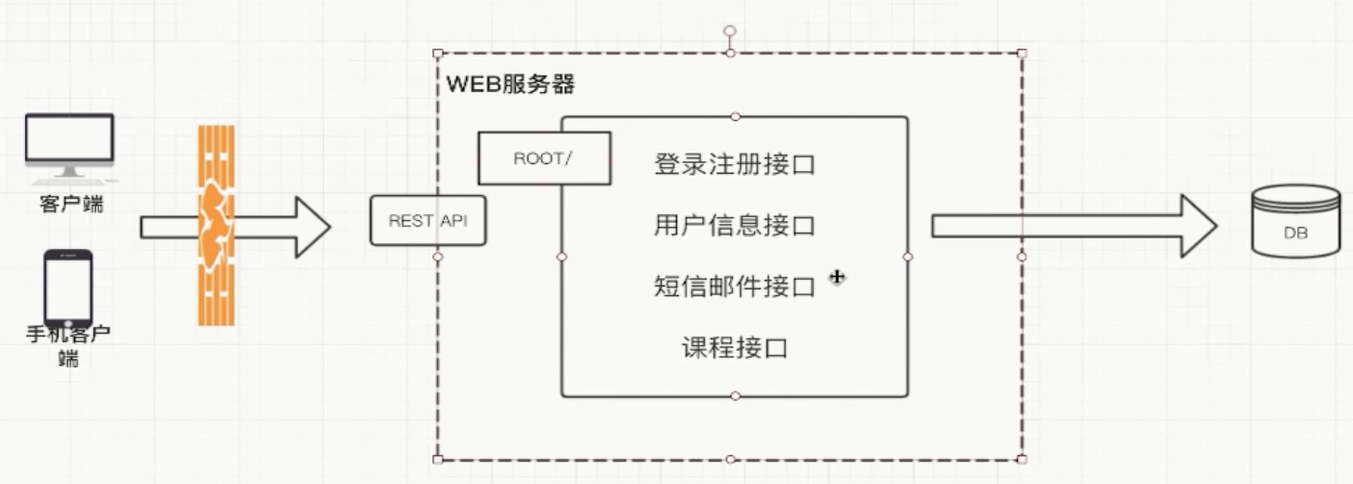 WEB服务器
ROOT/
登录注册接口
客户端
REST API
用户信息接口
DB
短信邮件接口
手机客户
端
课程接口